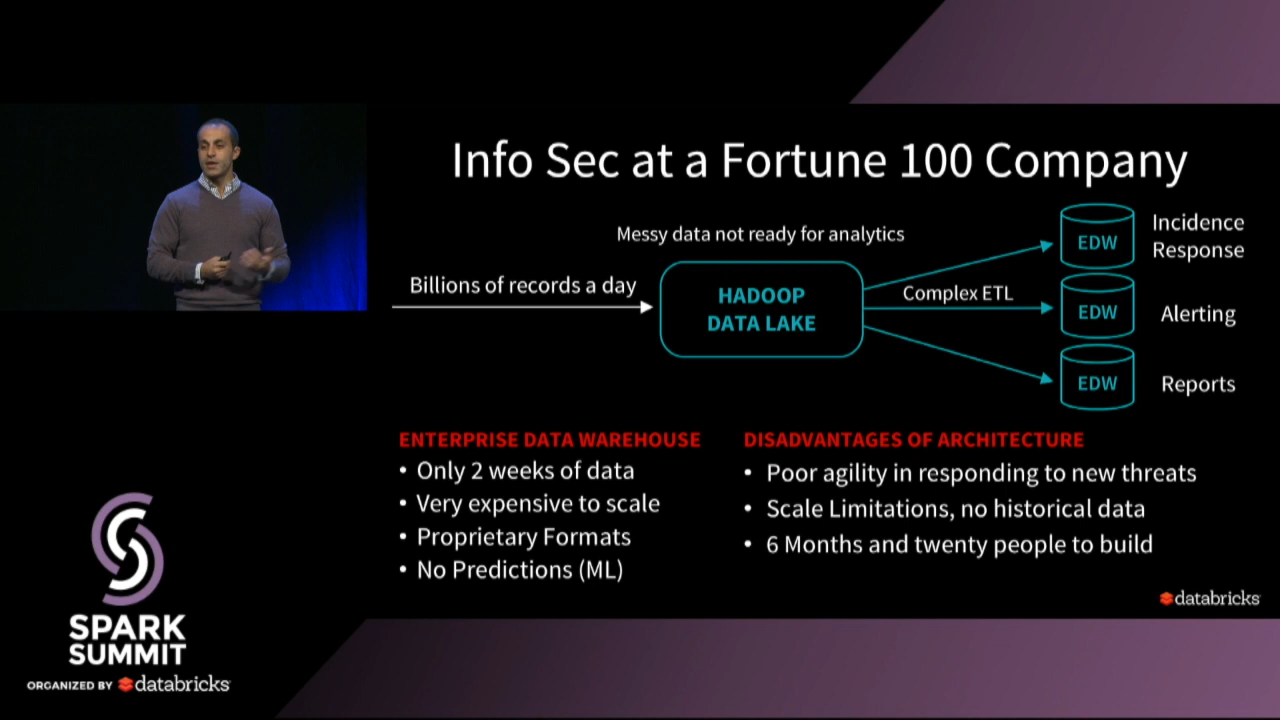 Info Sec at a Fortune 100 Company
Messy data not ready for analytics
Billions of records a day
HADOOP
DATA LAKE
Complex ETL
EDW
Incidence
Response
EDW
Alerting
EDW
Reports
ENTERPRISE DATA WAREHOUSE
• Only 2 weeks of data
• Very expensive to scale
• Proprietary Formats
• No Predictions (ML)
DISADVANTAGES OF ARCHITECTURE
• Poor agility in responding to new threats
• Scale Limitations, no historical data
• 6 Months and twenty people to build
databricks
SPARK
SUMMIT
ORGANIZED BY databricks